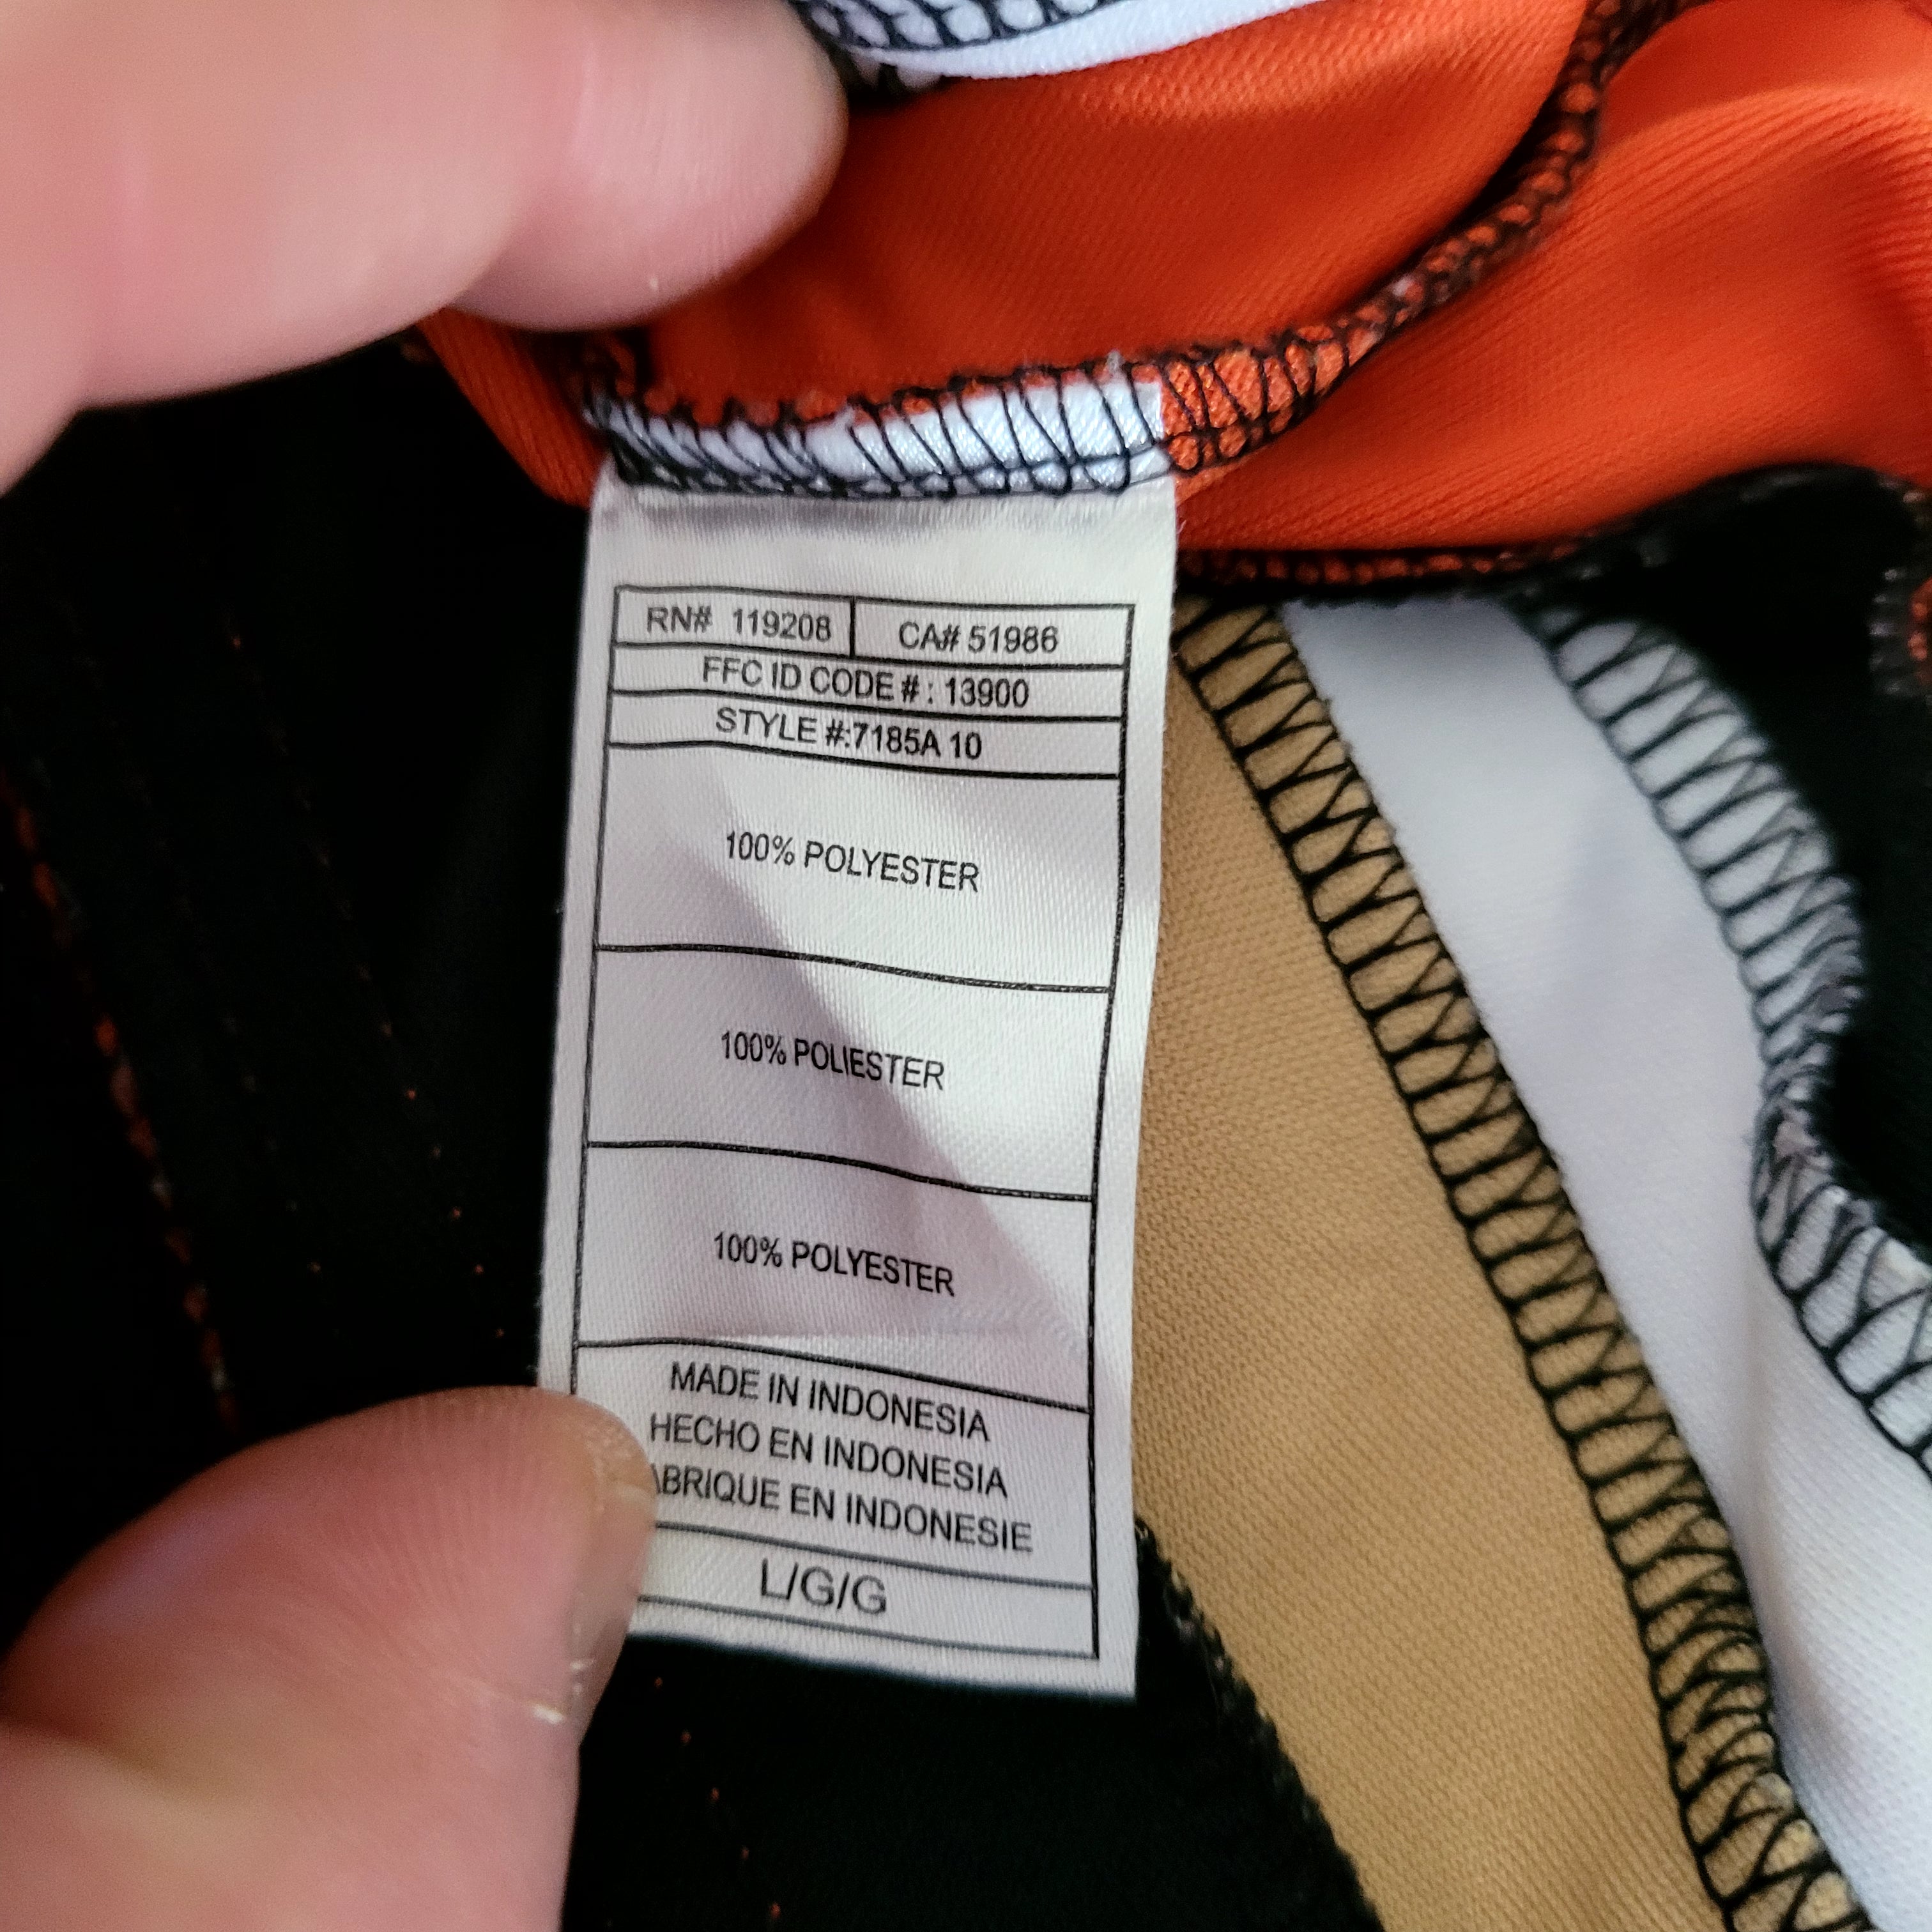 RN# 119208 CA# 51986
FFC ID CODE # : 13900
STYLE #:7185A 10
100% POLYESTER
100% POLIESTER
100% POLYESTER
MADE IN INDONESIA
HECHO EN INDONESIA
ABRIQUE EN INDONESIE
L/G/G